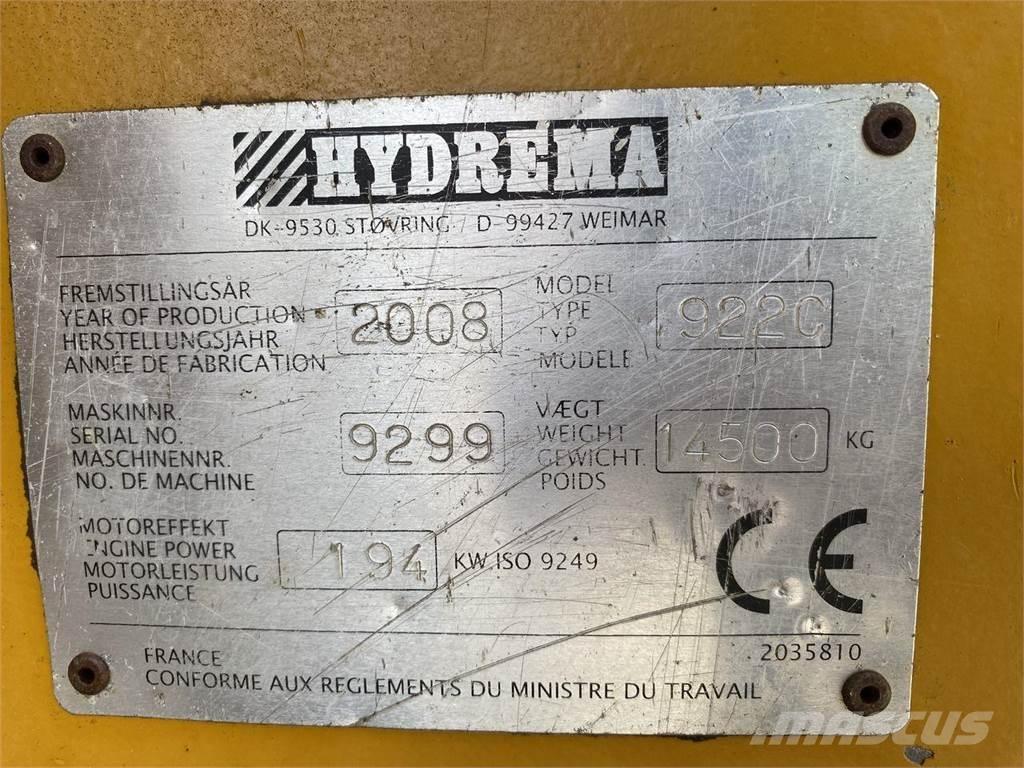 HYDREMA
DK-9530 STØVRING / D-99427 WEIMAR
FREMSTILLINGSÅR
YEAR OF PRODUCTION
HERSTELLUNGSJAHR
ANNÉE DE FABRICATION
2008
MODEL
TYPE
TYP
MODELE
922C
MASKINNR.
SERIAL NO.
MASCHINENNR.
NO. DE MACHINE
9299
VÆGT
WEIGHT
GEWICHT
POIDS
14500 KG
MOTOREFFEKT
ENGINE POWER
MOTORLEISTUNG
PUISSANCE
194 KW ISO 9249
CE
2035810
FRANCE
CONFORME AUX REGLEMENTS DU MINISTRE DU TRAVAIL
MASCUS